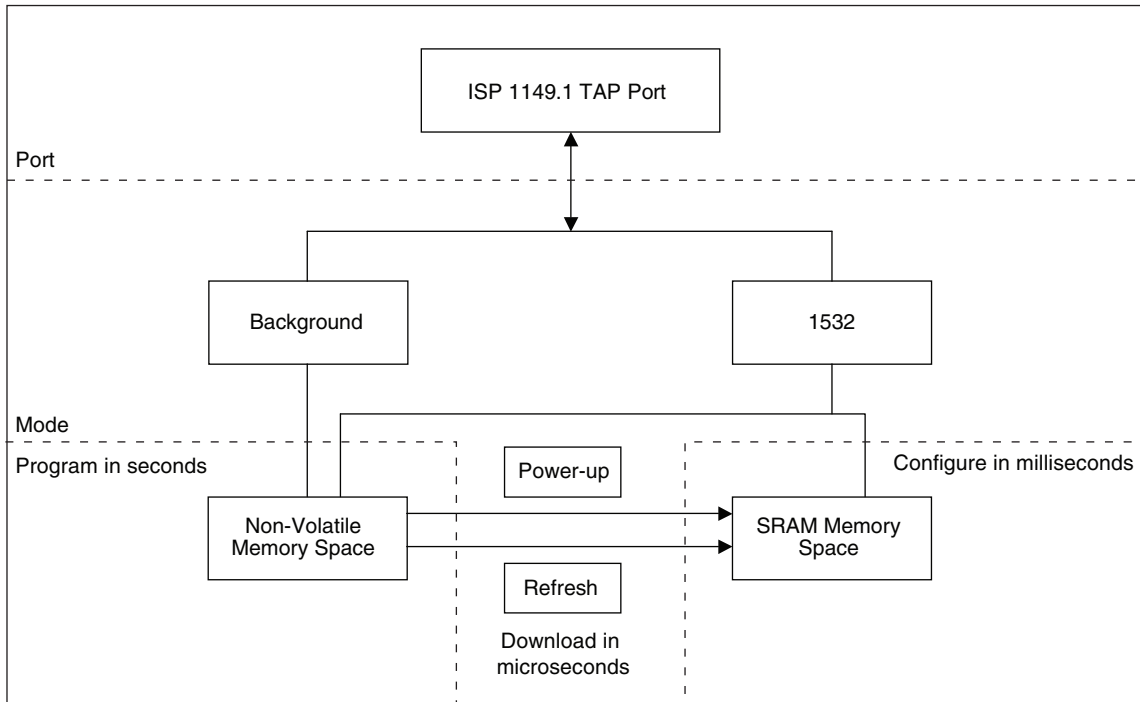 ISP 1149.1 TAP Port
Port
Background
1532
Mode
Program in seconds
Power-up
Configure in milliseconds
Non-Volatile
Memory Space
SRAM Memory
Space
Refresh
Download in
microseconds